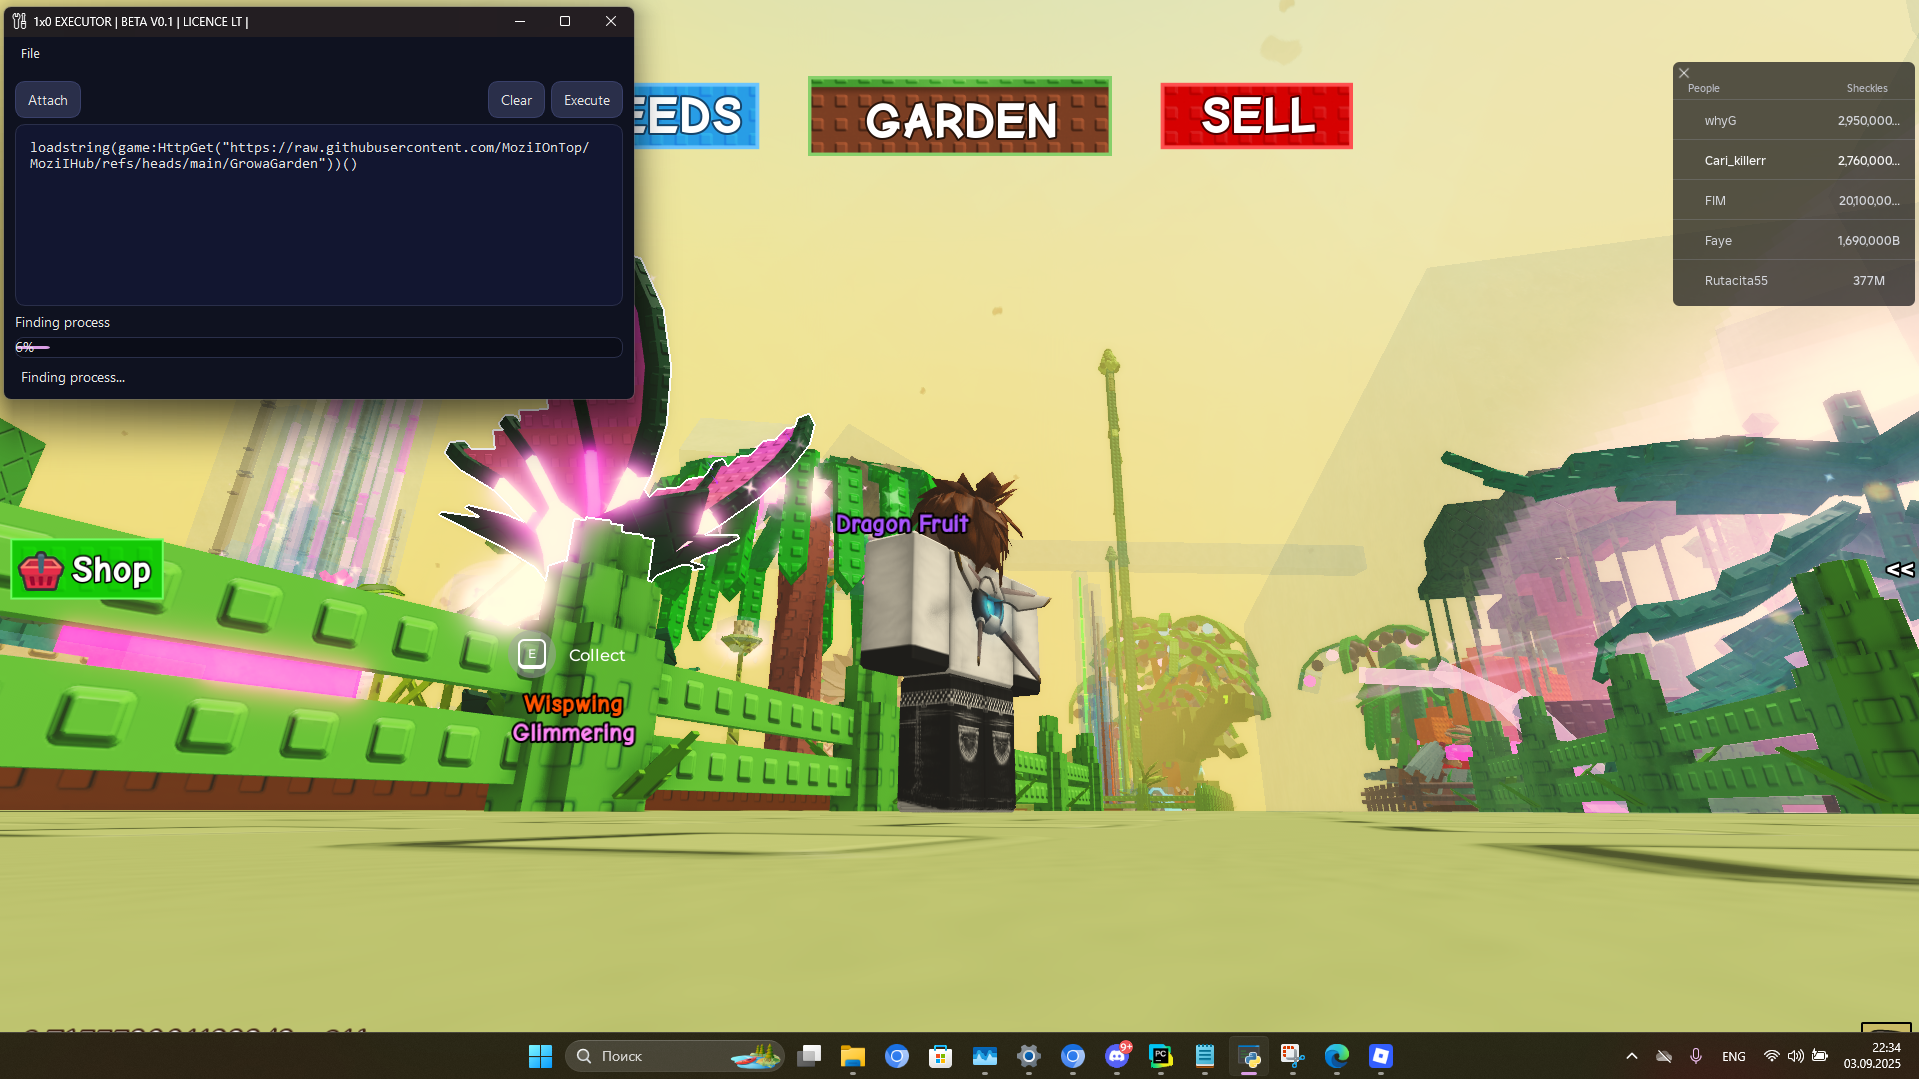 1x0 EXECUTOR | BETA V0.1 | LICENCE LT |
File
Attach
Clear
Execute
loadstring(game:HttpGet("https://raw.githubusercontent.com/MoziIOnTop/
MoziIHub/refs/heads/main/GrowaGarden"))()
Finding process
6%
Finding process...
EEDS
GARDEN
SELL
People
Sheckles
whyG
2,950,000...
Cari_killerr
2,760,000...
FIM
20,100,00...
Faye
1,690,000B
Rutacita55
377M
Shop
Dragon Fruit
<<
E
Collect
Wispwing
Glimmering
Поиск
9+
PC
ENG
22:34
03.09.2025